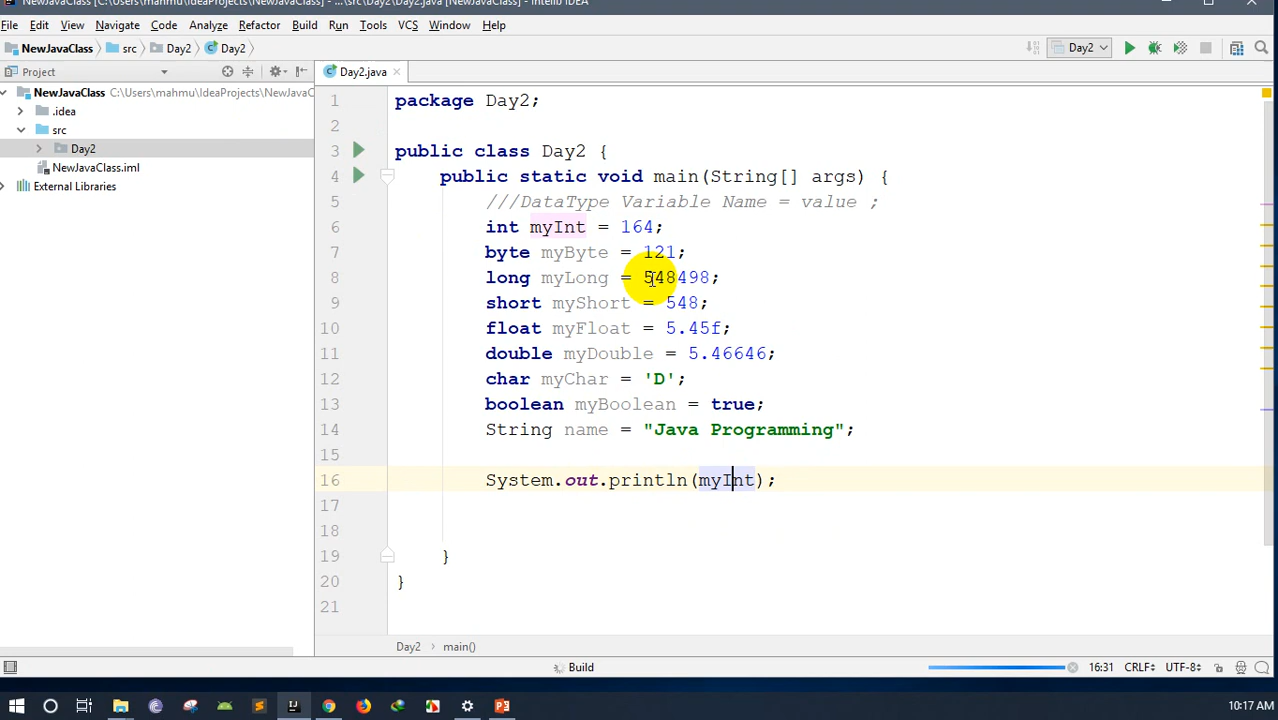 NewJavaClass [C:\Users\mahmu\IdeaProjects\NewJavaClass] - ...\src\Day2\Day2.java [NewJavaClass] - IntelliJ IDEA
File Edit View Navigate Code Analyze Refactor Build Run Tools VCS Window Help
NewJavaClass src Day2 Day2 Day2
Project Day2.java
NewJavaClass C:\Users\mahmu\IdeaProjects\NewJavaC
.idea
src
Day2
NewJavaClass.iml
External Libraries
1 package Day2;
2
3 public class Day2 {
4 public static void main(String[] args) {
5 ///DataType Variable Name = value ;
6 int myInt = 164;
7 byte myByte = 121;
8 long myLong = 548498;
9 short myShort = 548;
10 float myFloat = 5.45f;
11 double myDouble = 5.46646;
12 char myChar = 'D';
13 boolean myBoolean = true;
14 String name = "Java Programming";
15
16 System.out.println(myInt);
17
18
19 }
20 }
21
Day2 main()
Build 16:31 CRLF UTF-8
10:17 AM